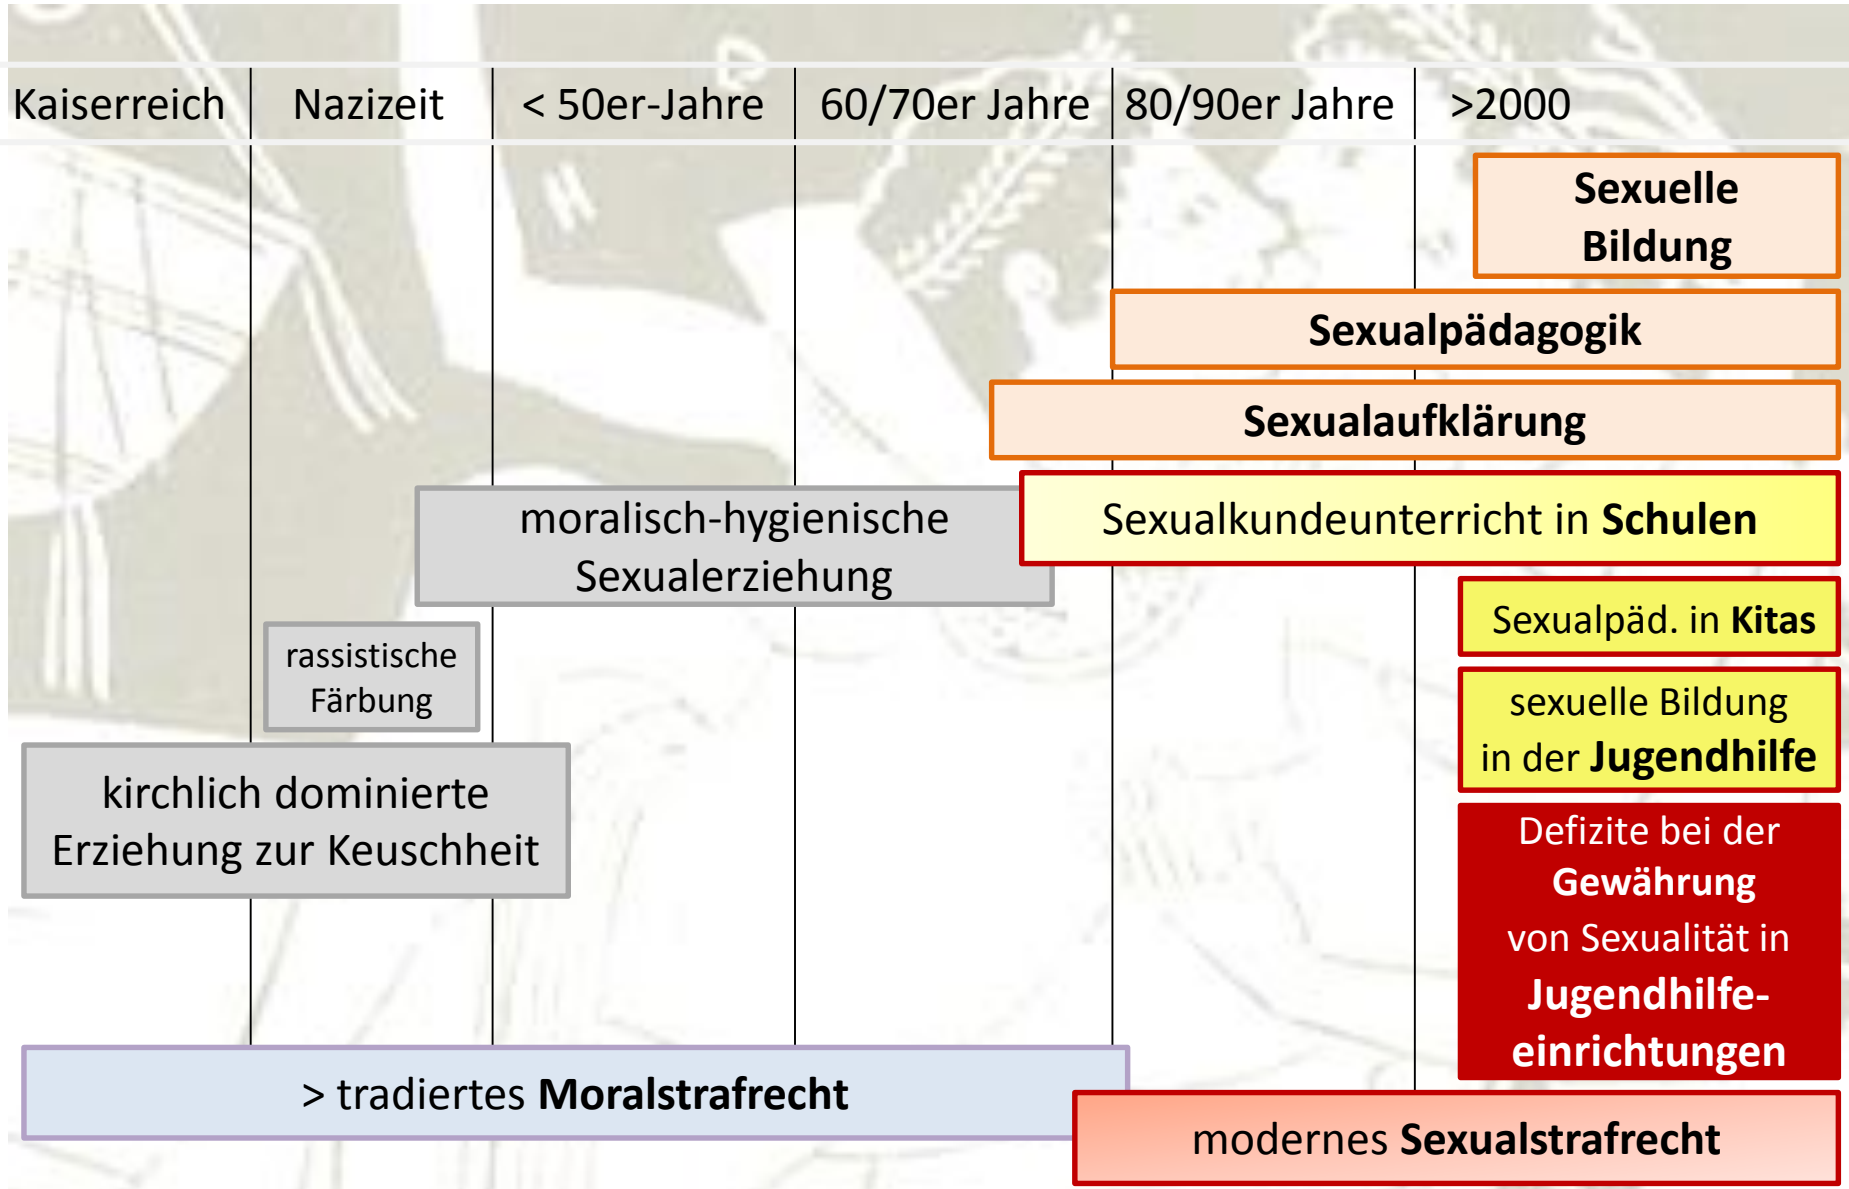 Kaiserreich
Nazizeit
< 50er-Jahre
60/70er Jahre
80/90er Jahre
>2000
Sexuelle
Bildung
Sexualpädagogik
Sexualaufklärung
moralisch-hygienische
Sexualerziehung
Sexualkundeunterricht in Schulen
Sexualpäd. in Kitas
rassistische
Färbung
sexuelle Bildung
in der Jugendhilfe
kirchlich dominierte
Erziehung zur Keuschheit
Defizite bei der
Gewährung
von Sexualität in
Jugendhilfe-
einrichtungen
> tradiertes Moralstrafrecht
modernes Sexualstrafrecht